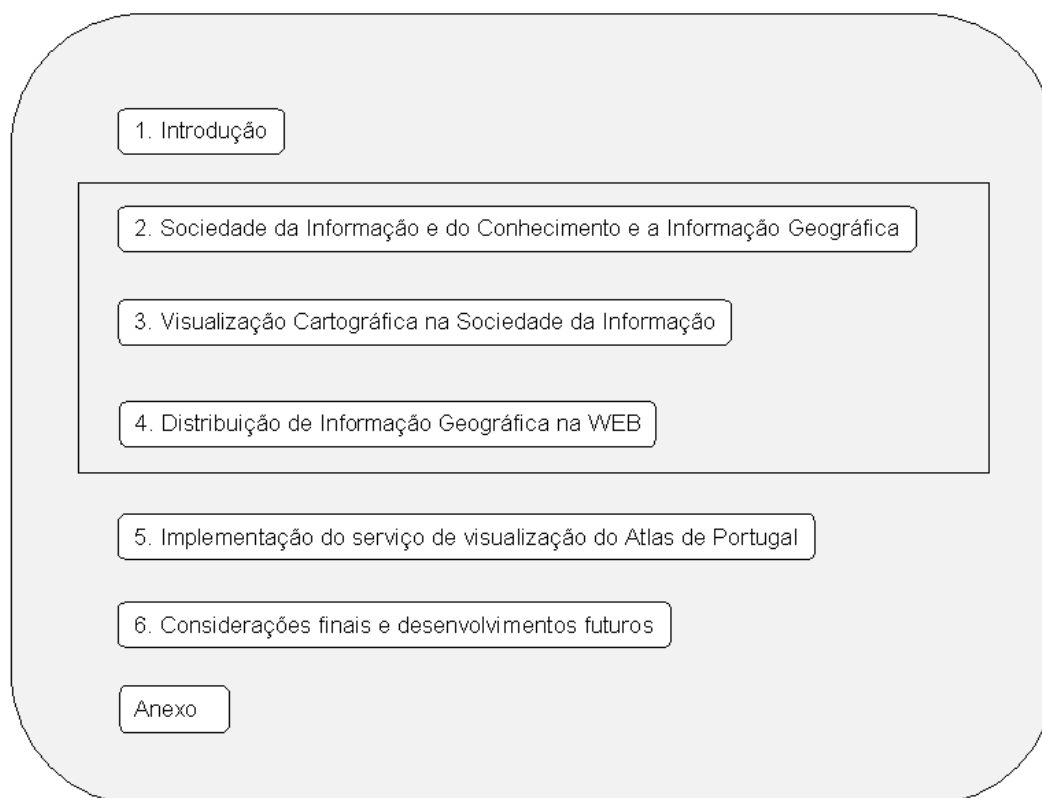 1. Introdução
2. Sociedade da Informação e do Conhecimento e a Informação Geográfica
3. Visualização Cartográfica na Sociedade da Informação
4. Distribuição de Informação Geográfica na WEB
5. Implementação do serviço de visualização do Atlas de Portugal
6. Considerações finais e desenvolvimentos futuros
Anexo